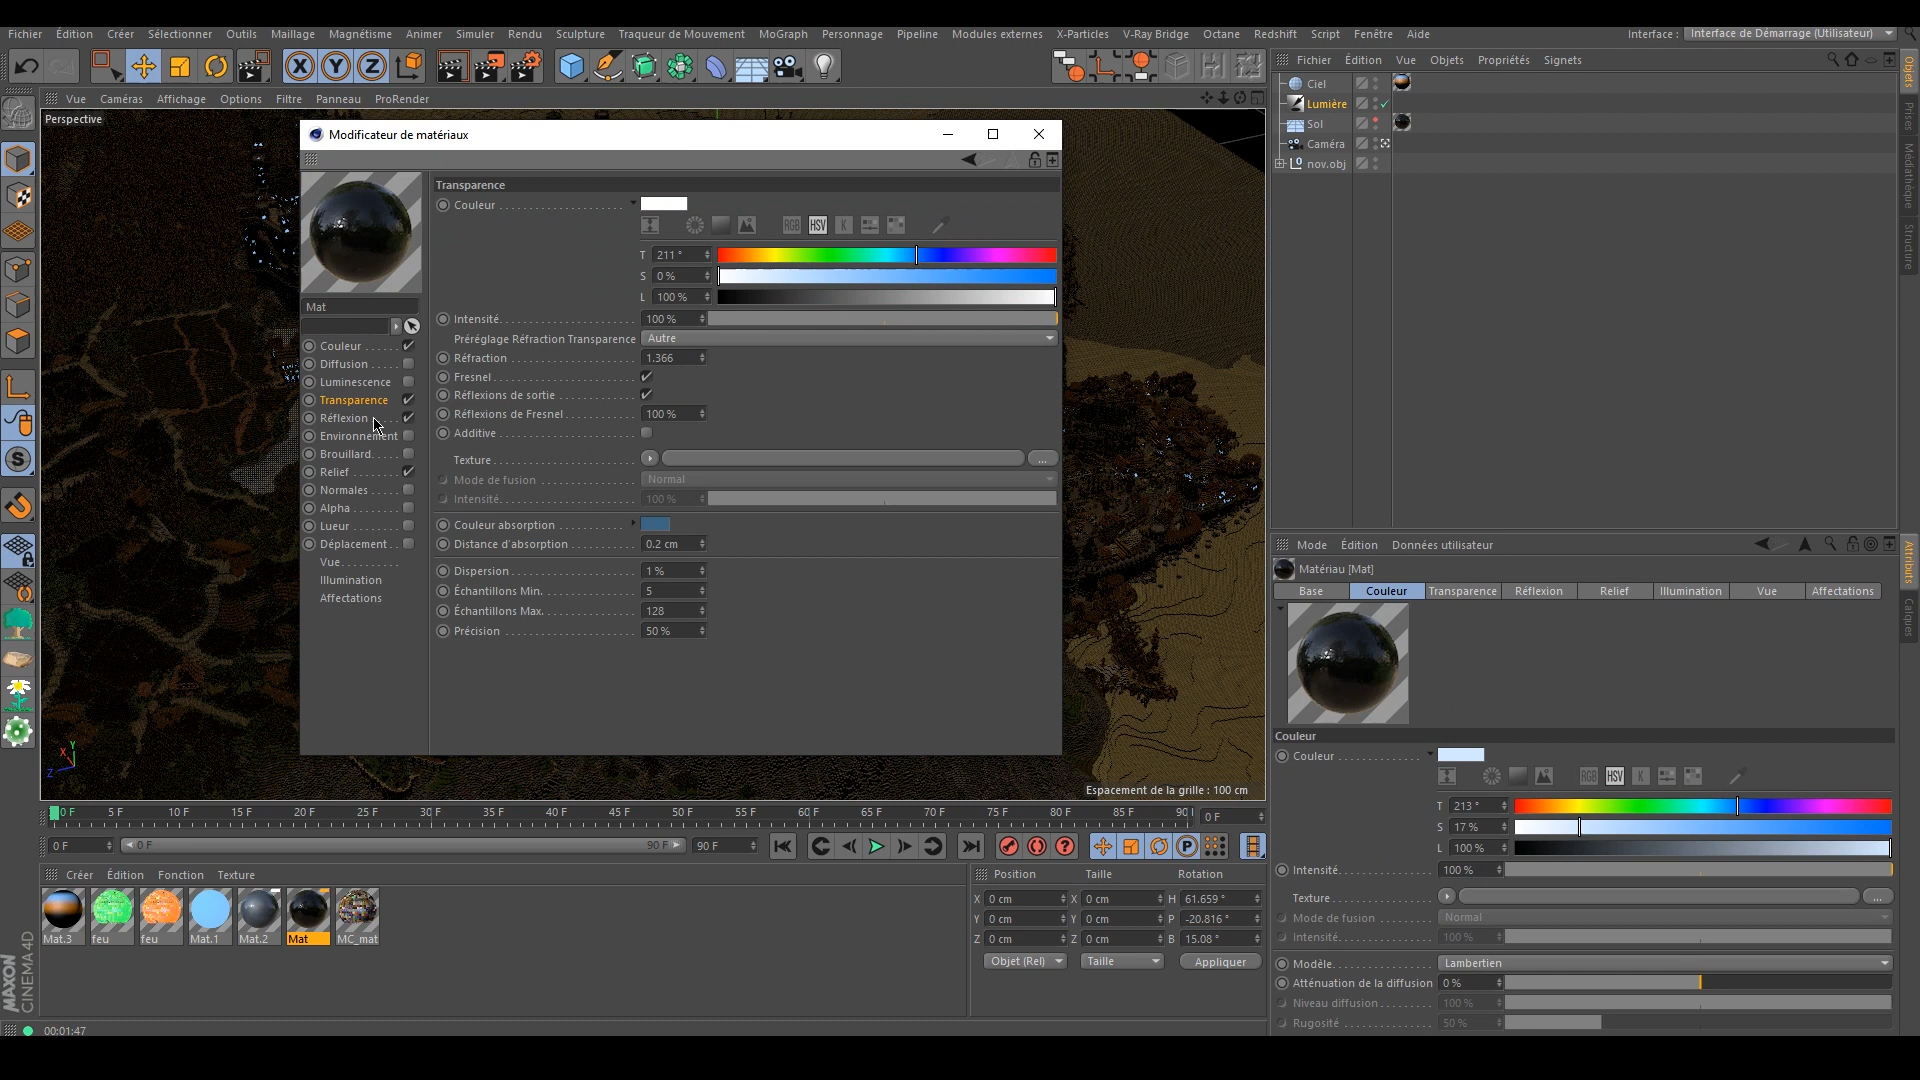 Fichier Édition Créer Sélectionner Outils Maillage Magnétisme Animer Simuler Rendu Sculpture Traqueur de Mouvement MoGraph Personnage Pipeline Modules externes X-Particles V-Ray Bridge Octane Redshift Script Fenêtre Aide Interface : Interface de Démarrage (Utilisateur)
X Y Z
Fichier Édition Vue Objets Propriétés Signets
Vue Caméras Affichage Options Filtre Panneau ProRender
Perspective
Ciel
Lumière
Sol
Caméra
nov.obj
Objets
Prises
Médiathèque
Structure
Modificateur de matériaux
Mat
Couleur
Diffusion
Luminescence
Transparence
Réflexion
Environnement
Brouillard
Relief
Normales
Alpha
Lueur
Déplacement
Vue
Illumination
Affectations
Transparence
Couleur
RGB HSV K
T 211 °
S 0 %
L 100 %
Intensité 100 %
Préréglage Réfraction Transparence Autre
Réfraction 1.366
Fresnel
Réflexions de sortie
Réflexions de Fresnel 100 %
Additive
Texture ...
Mode de fusion Normal
Intensité 100 %
Couleur absorption
Distance d'absorption 0.2 cm
Dispersion 1 %
Échantillons Min. 5
Échantillons Max. 128
Précision 50 %
X Y Z
Espacement de la grille : 100 cm
0 F 5 F 10 F 15 F 20 F 25 F 30 F 35 F 40 F 45 F 50 F 55 F 60 F 65 F 70 F 75 F 80 F 85 F 90 0 F
0 F 0 F 90 F 90 F
Créer Édition Fonction Texture
Mat.3 feu feu Mat.1 Mat.2 Mat MC_mat
Position Taille Rotation
X 0 cm X 0 cm H 61.659 °
Y 0 cm Y 0 cm P -20.816 °
Z 0 cm Z 0 cm B 15.08 °
Objet (Rel) Taille Appliquer
MAXON
CINEMA 4D
00:01:47
Mode Édition Données utilisateur
Attributs
Calques
Matériau [Mat]
Base Couleur Transparence Réflexion Relief Illumination Vue Affectations
Couleur
Couleur
RGB HSV K
T 213 °
S 17 %
L 100 %
Intensité 100 %
Texture ...
Mode de fusion Normal
Intensité 100 %
Modèle Lambertien
Atténuation de la diffusion 0 %
Niveau diffusion 100 %
Rugosité 50 %